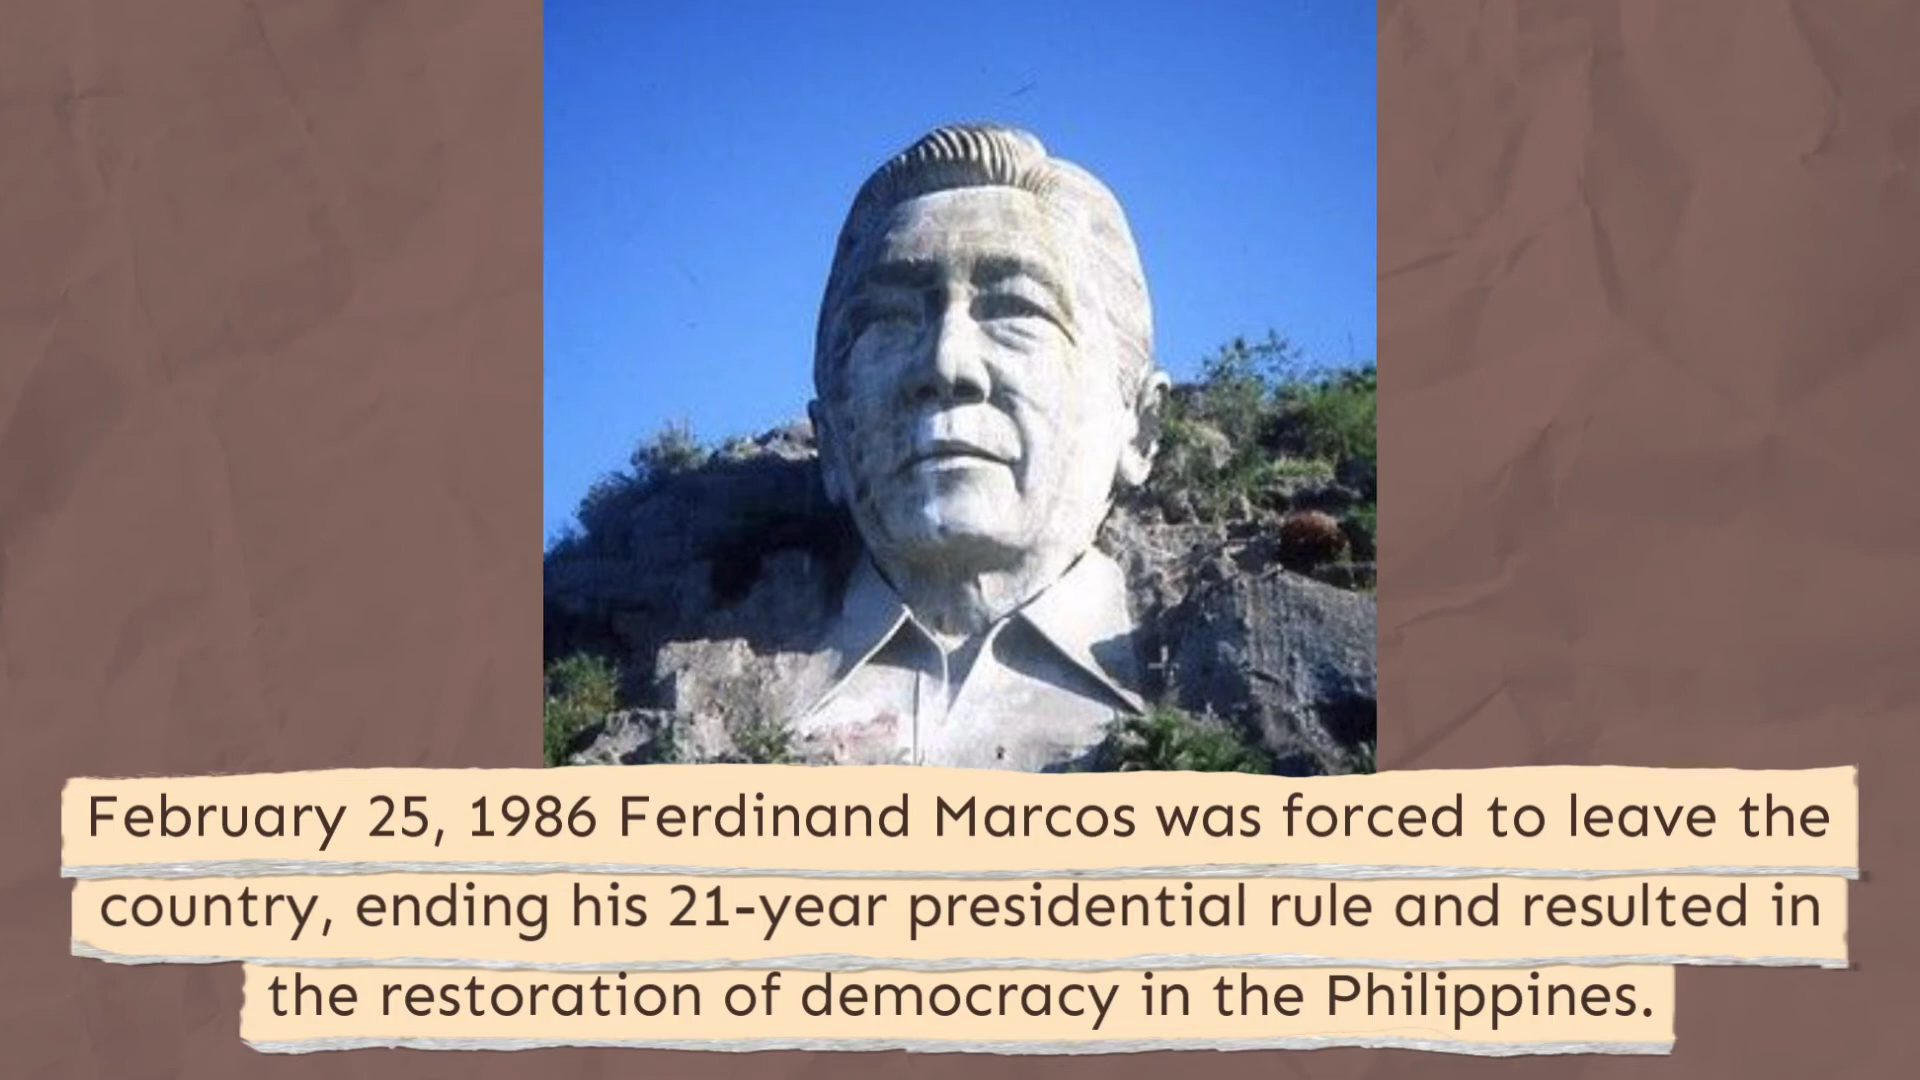 February 25, 1986 Ferdinand Marcos was forced to leave the
country, ending his 21-year presidential rule and resulted in
the restoration of democracy in the Philippines.